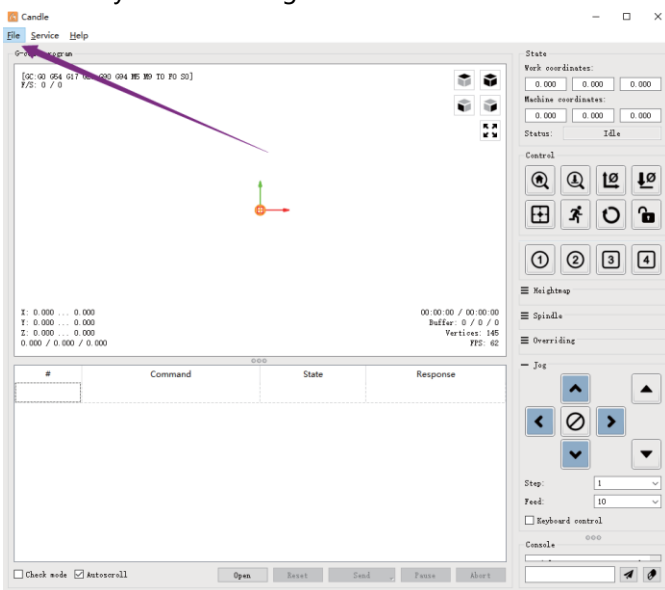 Candle
File Service Help
State
Work coordinates:
[GC:G0 G54 G17 G21 G90 G94 M5 M9 T0 F0 S0]
F/S: 0 / 0
0.000 0.000 0.000
Machine coordinates:
0.000 0.000 0.000
Status: Idle
Control
1 2 3 4
Heightmap
Spindle
Overriding
Jog
X: 0.000 ... 0.000
Y: 0.000 ... 0.000
Z: 0.000 ... 0.000
0.000 / 0.000 / 0.000
00:00:00 / 00:00:00
Buffer: 0 / 0 / 0
Vertices: 145
FPS: 62
# Command State Response
Step: 1
Feed: 10
Keyboard control
Console
Check mode Autoscroll Open Reset Send Pause Abort